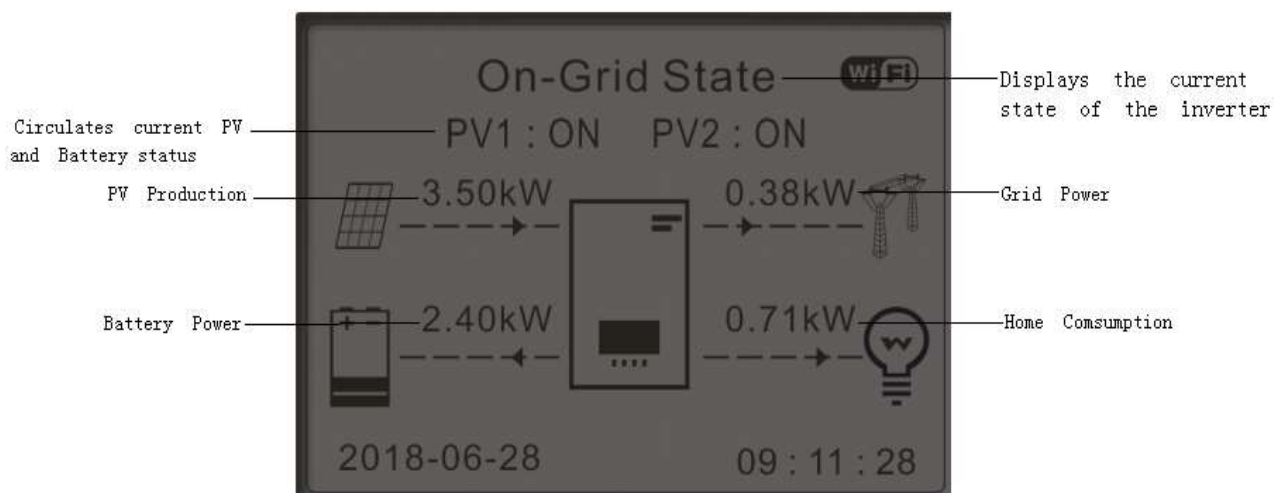 On-Grid State
WiFi
Displays the current
state of the inverter
Circulates current PV
and Battery status
PV1 : ON PV2 : ON
PV Production
3.50kW
0.38kW
Grid Power
Battery Power
+ -
2.40kW
0.71kW
Home Comsumption
2018-06-28
09 : 11 : 28